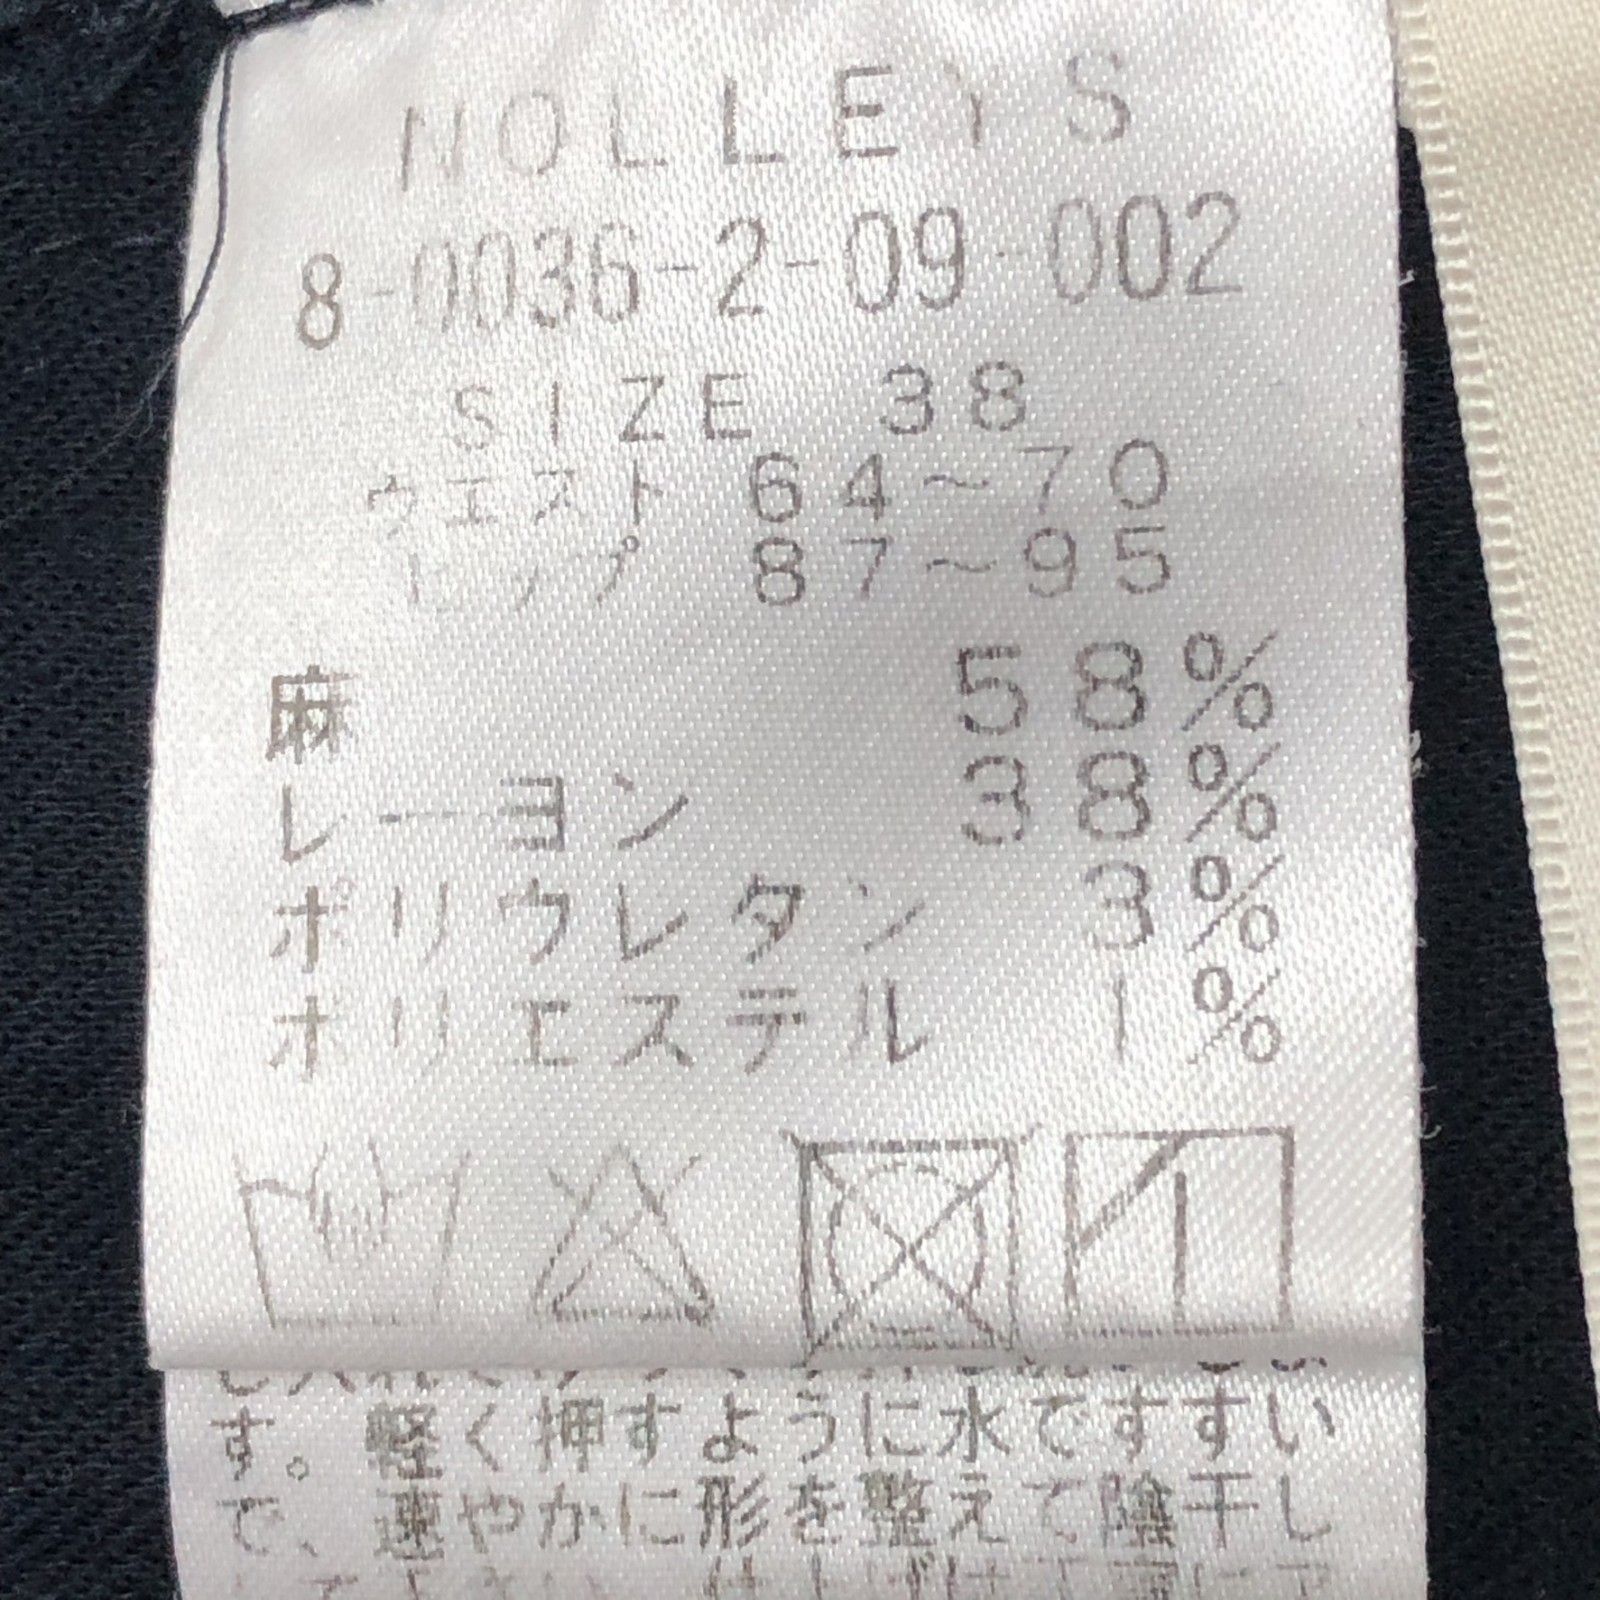 NOLLEYS
8-0036-2-09-002
SIZE 38
ウエスト 64~70
ヒップ 87~95
麻 58%
レーヨン 38%
ポリウレタン 3%
ポリエステル 1%
す。軽く押すように水ですすい
で、速やかに形を整えて陰干し